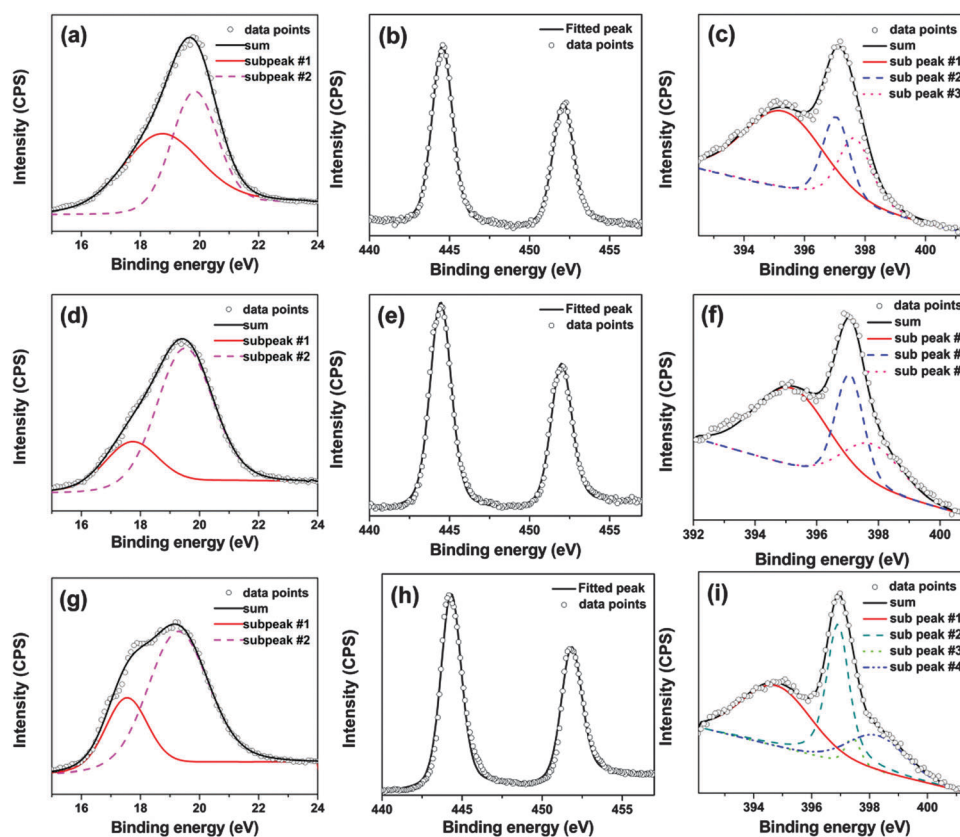 (a)
data points
sum
subpeak #1
subpeak #2
Intensity (CPS)
16 18 20 22 24
Binding energy (eV)
(b)
Fitted peak
data points
Intensity (CPS)
440 445 450 455
Binding energy (eV)
(c)
data points
sum
sub peak #1
sub peak #2
sub peak #3
Intensity (CPS)
394 396 398 400
Binding energy (eV)
(d)
data points
sum
subpeak #1
subpeak #2
Intensity (CPS)
16 18 20 22 24
Binding energy (eV)
(e)
Fitted peak
data points
Intensity (CPS)
440 445 450 455
Binding energy (eV)
(f)
data points
sum
sub peak #
sub peak #
sub peak #
Intensity (CPS)
392 394 396 398 400
Binding energy (eV)
(g)
data points
sum
subpeak #1
subpeak #2
Intensity (CPS)
16 18 20 22 24
Binding energy (eV)
(h)
Fitted peak
data points
Intensity (CPS)
440 445 450 455
Binding energy (eV)
(i)
data points
sum
sub peak #1
sub peak #2
sub peak #3
sub peak #4
Intensity (CPS)
394 396 398 400
Binding energy (eV)